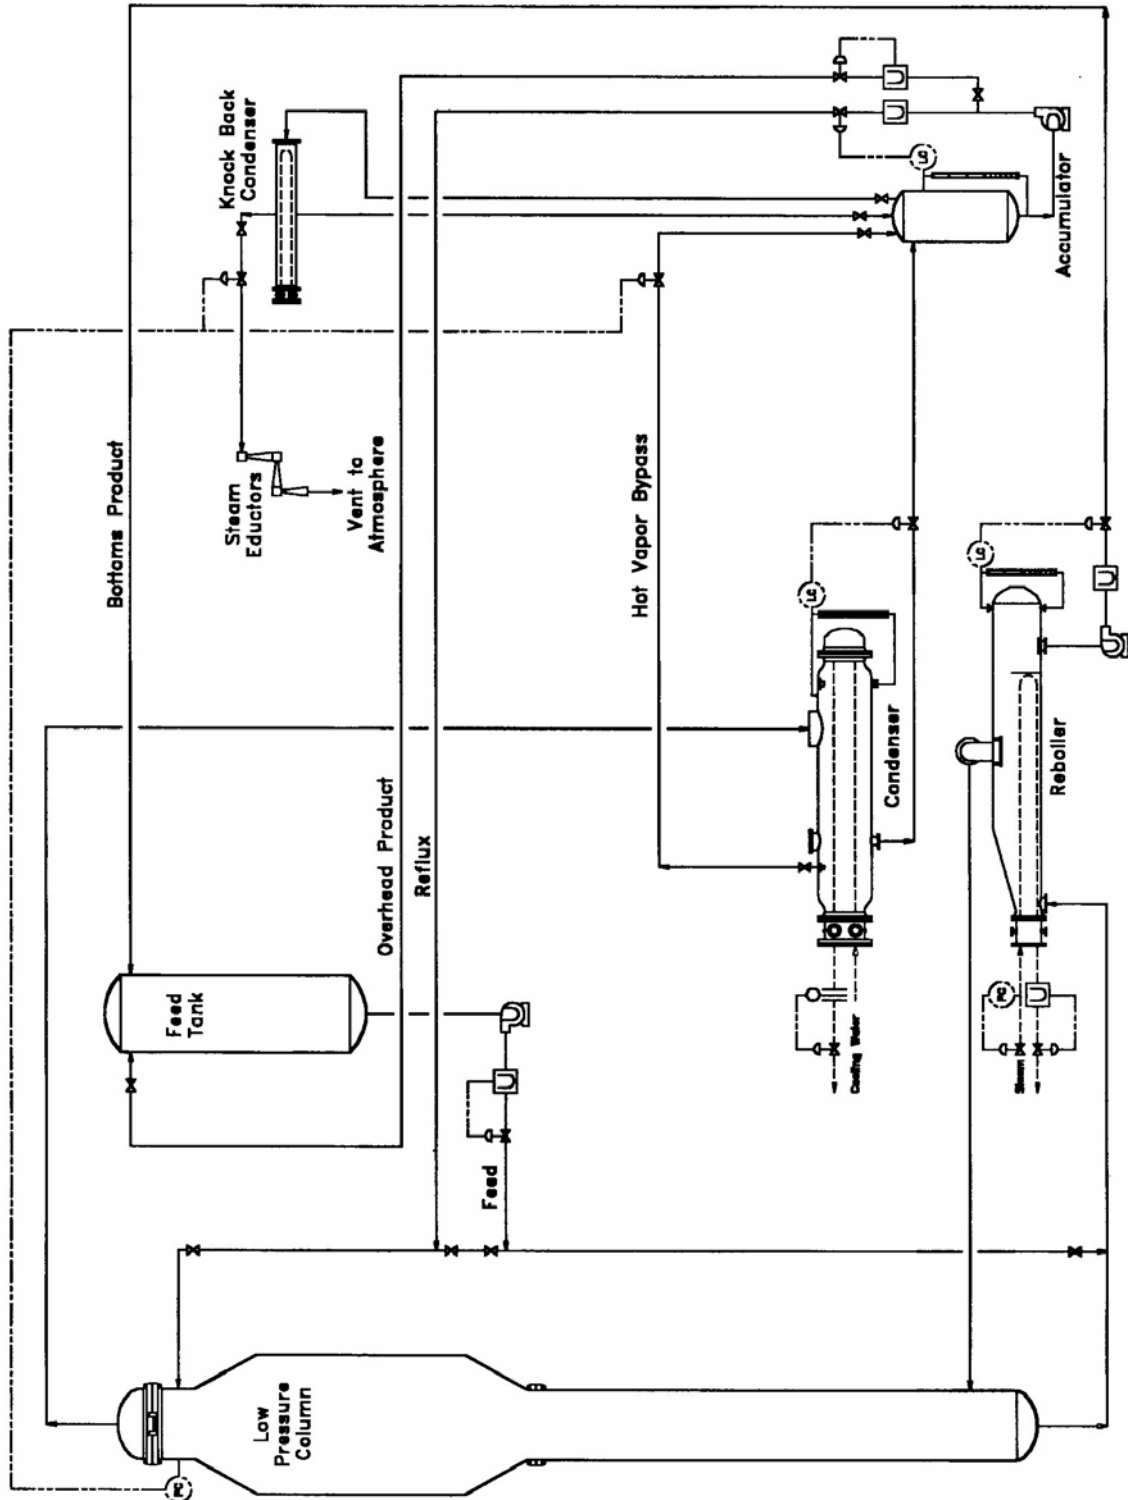 Knock Back
Condenser
Bottoms Product
Steam
Eductors
Vent to
Atmosphere
Hot Vapor Bypass
LC
Accumulator
LC
LC
Condenser
Reboiler
Overhead Product
Reflux
Feed
Tank
Cooling Water
PC
Steam
Feed
Low
Pressure
Column
PC